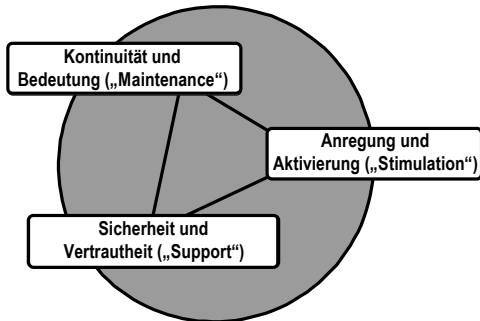 Kontinuität und
Bedeutung („Maintenance“)
Anregung und
Aktivierung („Stimulation“)
Sicherheit und
Vertrautheit („Support“)